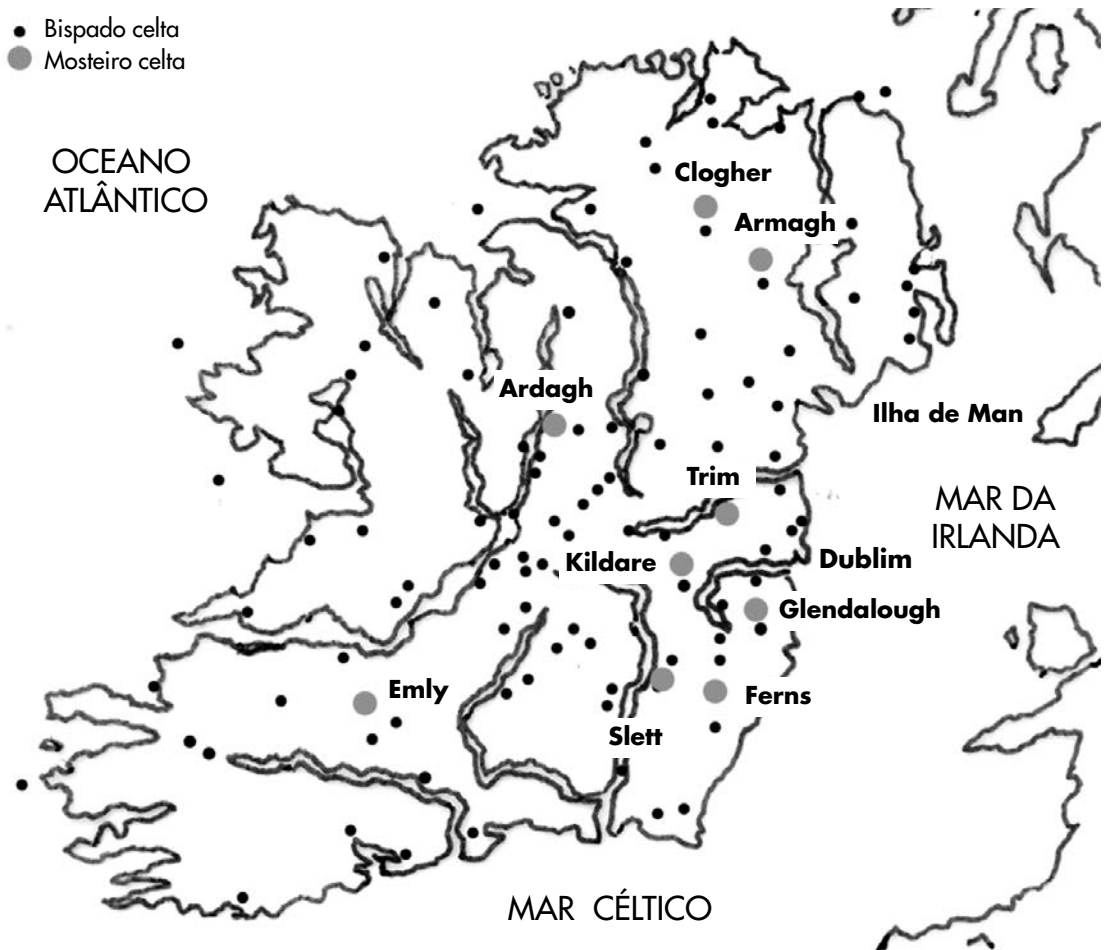 Bispado celta
Mosteiro celta
OCEANO
ATLÂNTICO
Clogher
Armagh
Ardagh
Ilha de Man
Trim
MAR DA
IRLANDA
Kildare
Dublim
Glendalough
Emly
Ferns
Slett
MAR CÉLTICO